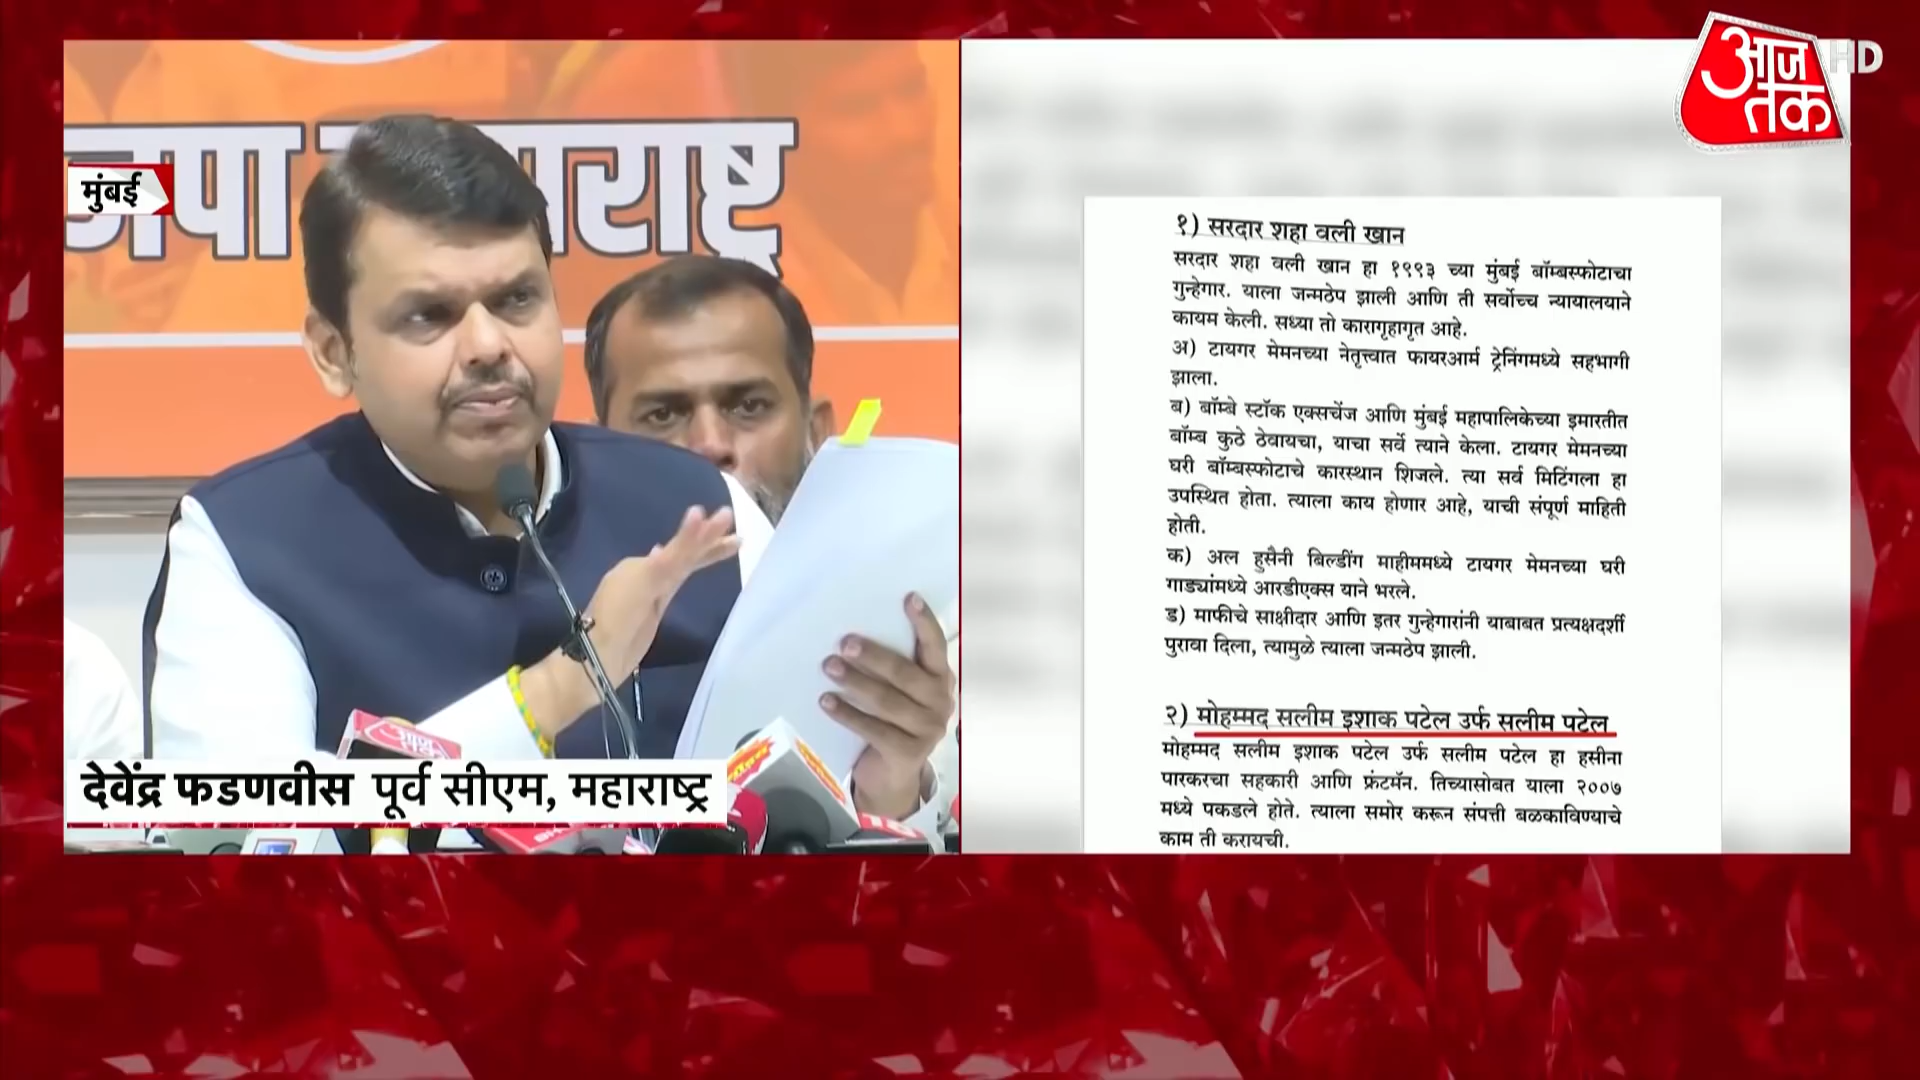 आज
तक
HD
मुंबई
१) सरदार शहा वली खान
सरदार शहा वली खान हा १९९३ च्या मुंबई बॉम्बस्फोटाचा
गुन्हेगार. याला जन्मठेप झाली आणि ती सर्वोच्च न्यायालयाने
कायम केली. सध्या तो कारागृहागृत आहे.
अ) टायगर मेमनच्या नेतृत्त्वात फायरआर्म ट्रेनिंगमध्ये सहभागी
झाला.
ब) बॉम्बे स्टॉक एक्सचेंज आणि मुंबई महापालिकेच्या इमारतीत
बॉम्ब कुठे ठेवायचा, याचा सर्वे त्याने केला. टायगर मेमनच्या
घरी बॉम्बस्फोटाचे कारस्थान शिजले. त्या सर्व मिटिंगला हा
उपस्थित होता. त्याला काय होणार आहे, याची संपूर्ण माहिती
होती.
क) अल हुसैनी बिल्डींग माहीममध्ये टायगर मेमनच्या घरी
गाड्यांमध्ये आरडीएक्स याने भरले.
ड) माफीचे साक्षीदार आणि इतर गुन्हेगारांनी याबाबत प्रत्यक्षदर्शी
पुरावा दिला, त्यामुळे त्याला जन्मठेप झाली.
२) मोहम्मद सलीम इशाक पटेल उर्फ सलीम पटेल
मोहम्मद सलीम इशाक पटेल उर्फ सलीम पटेल हा हसीना
पारकरचा सहकारी आणि फ्रंटमॅन. तिच्यासोबत याला २००७
मध्ये पकडले होते. त्याला समोर करून संपत्ती बळकाविण्याचे
काम ती करायची.
देवेंद्र फडणवीस पूर्व सीएम, महाराष्ट्र